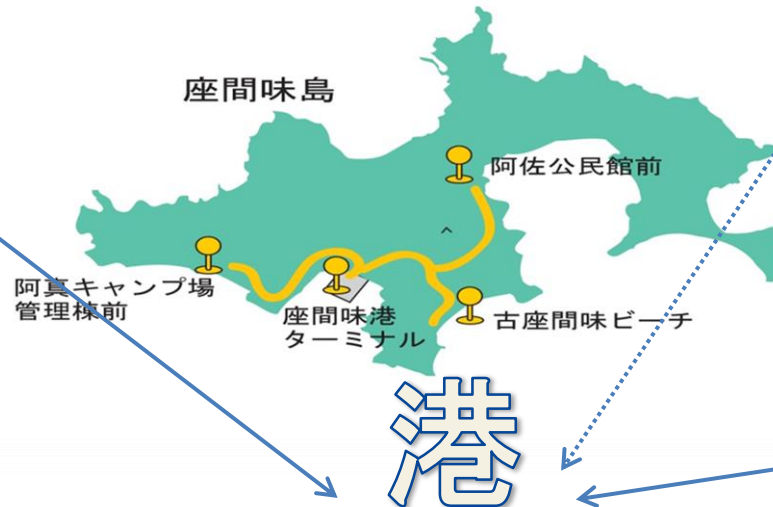 座間味島
阿佐公民館前
阿真キャンプ場
管理棟前
座間味港
ターミナル
古座間味ビーチ
港